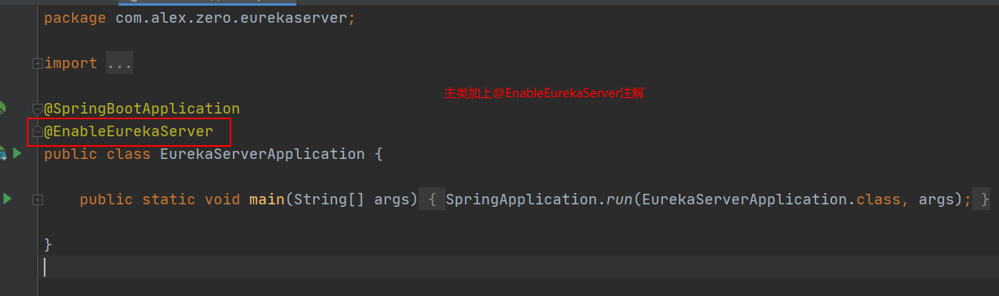 package com.alex.zero.eurekaserver;
import ...
主类加上@EnableEurekaServer注解
@SpringBootApplication
@EnableEurekaServer
public class EurekaServerApplication {
public static void main(String[] args) { SpringApplication.run(EurekaServerApplication.class, args); }
}